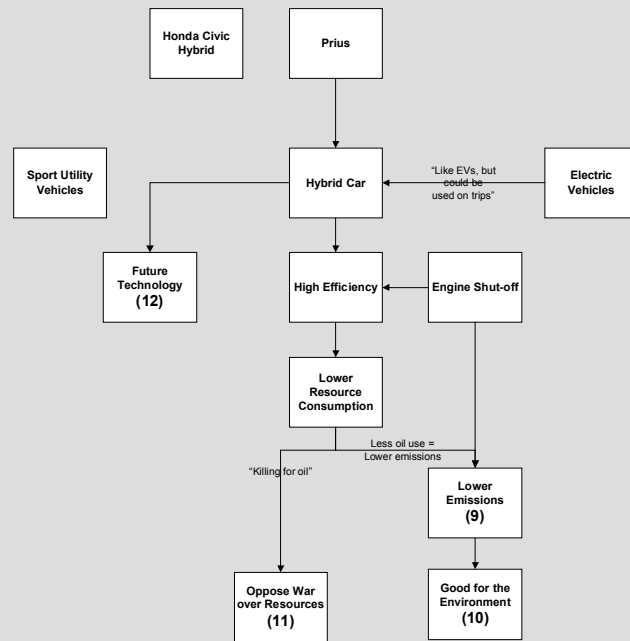 Honda Civic
Hybrid
Prius
Sport Utility
Vehicles
Hybrid Car
“Like EVs, but
could be
used on trips”
Electric
Vehicles
Future
Technology
(12)
High Efficiency
Engine Shut-off
Lower
Resource
Consumption
“Killing for oil”
Less oil use =
Lower emissions
Lower
Emissions
(9)
Oppose War
over Resources
(11)
Good for the
Environment
(10)